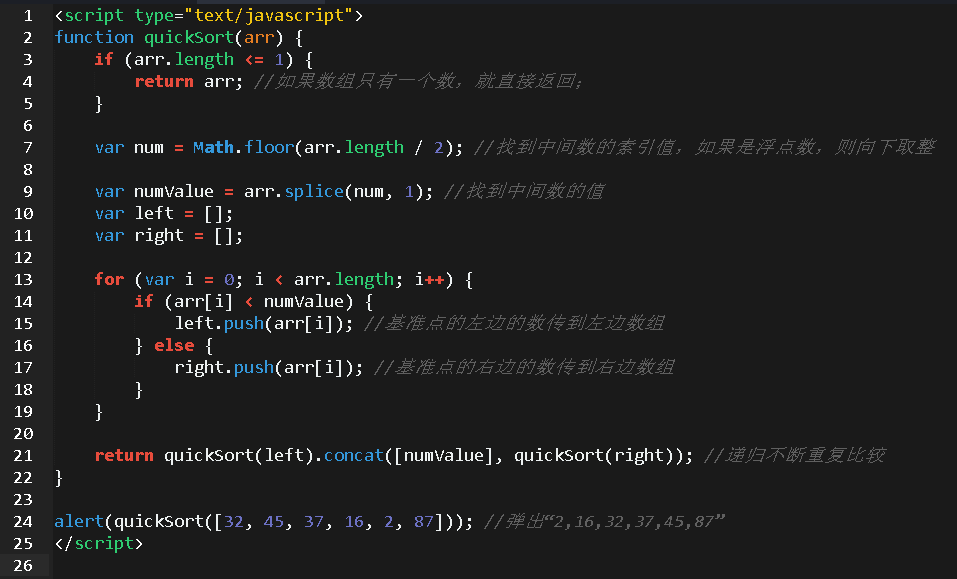 1 <script type="text/javascript">
2 function quickSort(arr) {
3     if (arr.length <= 1) {
4         return arr; //如果数组只有一个数，就直接返回；
5     }
6
7     var num = Math.floor(arr.length / 2); //找到中间数的索引值，如果是浮点数，则向下取整
8
9     var numValue = arr.splice(num, 1); //找到中间数的值
10     var left = [];
11     var right = [];
12
13     for (var i = 0; i < arr.length; i++) {
14         if (arr[i] < numValue) {
15             left.push(arr[i]); //基准点的左边的数传到左边数组
16         } else {
17             right.push(arr[i]); //基准点的右边的数传到右边数组
18         }
19     }
20
21     return quickSort(left).concat([numValue], quickSort(right)); //递归不断重复比较
22 }
23
24 alert(quickSort([32, 45, 37, 16, 2, 87])); //弹出“2,16,32,37,45,87”
25 </script>
26